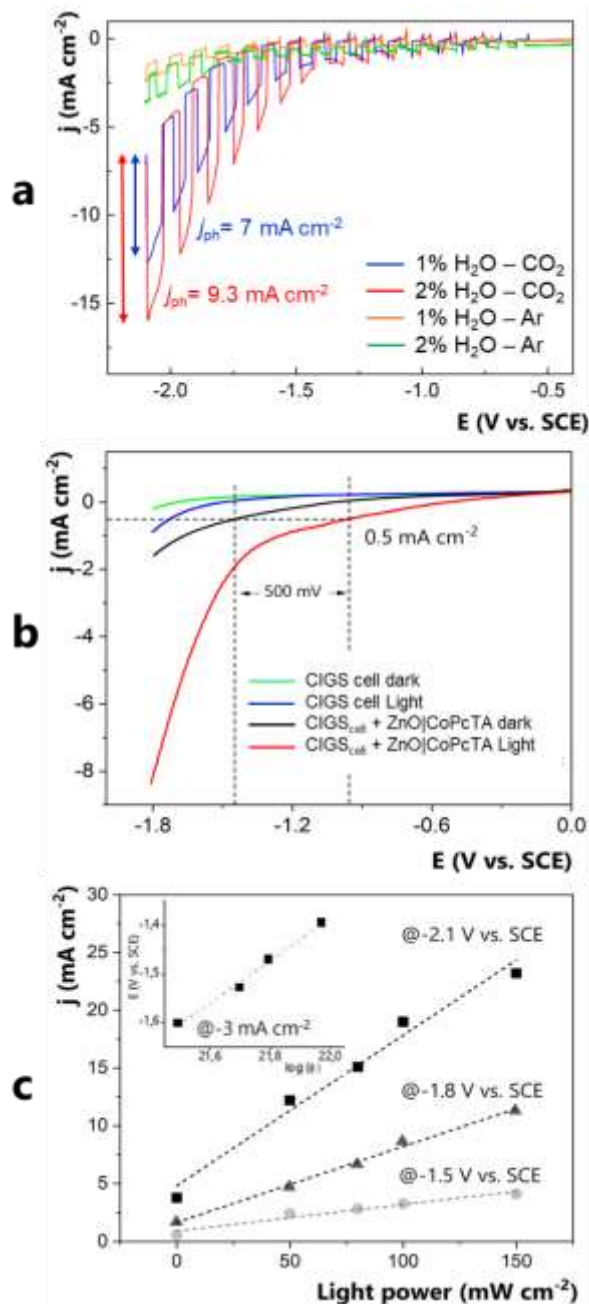 a
j (mA cm-2)
0
-5
-10
-15
jph= 7 mA cm-2
jph= 9.3 mA cm-2
1% H2O – CO2
2% H2O – CO2
1% H2O – Ar
2% H2O – Ar
-2.0 -1.5 -1.0 -0.5
E (V vs. SCE)
b
j (mA cm-2)
0
-2
-4
-6
-8
0.5 mA cm-2
500 mV
CIGS cell dark
CIGS cell Light
CIGScell + ZnO|CoPcTA dark
CIGScell + ZnO|CoPcTA Light
-1.8 -1.2 -0.6 0.0
E (V vs. SCE)
c
j (mA cm-2)
30
25
20
15
10
5
0
E (V vs. SCE)
-1,4
-1,5
-1,6
@-3 mA cm-2
21,6 21,8 22,0
@-2.1 V vs. SCE
@-1.8 V vs. SCE
@-1.5 V vs. SCE
0 50 100 150
Light power (mW cm-2)